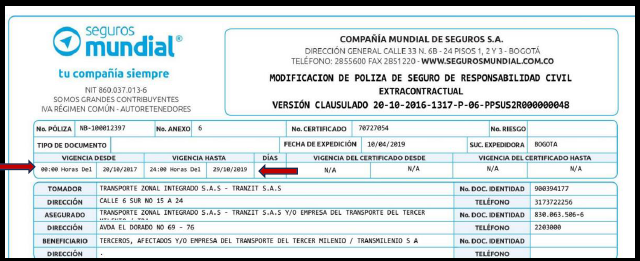 seguros
mundial®
tu compañía siempre
NIT 860.037.013-6
SOMOS GRANDES CONTRIBUYENTES
IVA RÉGIMEN COMÚN - AUTORETENEDORES
COMPAÑÍA MUNDIAL DE SEGUROS S.A.
DIRECCIÓN GENERAL CALLE 33 N. 6B - 24 PISOS 1, 2 Y 3 - BOGOTÁ
TELÉFONO: 2855600 FAX 2851220 - WWW.SEGUROSMUNDIAL.COM.CO
MODIFICACION DE POLIZA DE SEGURO DE RESPONSABILIDAD CIVIL
EXTRACONTRACTUAL
VERSIÓN CLAUSULADO 20-10-2016-1317-P-06-PPSUS2R000000048
No. PÓLIZA NB-100012397 No. ANEXO 6 No. CERTIFICADO 70727054 No. RIESGO
TIPO DE DOCUMENTO FECHA DE EXPEDICIÓN 10/04/2019 SUC. EXPEDIDORA BOGOTA
VIGENCIA DESDE VIGENCIA HASTA DÍAS VIGENCIA DEL CERTIFICADO DESDE VIGENCIA DEL CERTIFICADO HASTA
00:00 Horas Del 20/10/2017 24:00 Horas Del 29/10/2019 N/A N/A N/A N/A
TOMADOR TRANSPORTE ZONAL INTEGRADO S.A.S - TRANZIT S.A.S No. DOC. IDENTIDAD 900394177
DIRECCIÓN CALLE 6 SUR NO 15 A 24 TELÉFONO 3173722256
ASEGURADO TRANSPORTE ZONAL INTEGRADO S.A.S - TRANZIT S.A.S Y/O EMPRESA DEL TRANSPORTE DEL TERCER No. DOC. IDENTIDAD 830.063.506-6
DIRECCIÓN AVDA EL DORADO NO 69 - 76 TELÉFONO 2203000
BENEFICIARIO TERCEROS, AFECTADOS Y/O EMPRESA DEL TRANSPORTE DEL TERCER MILENIO / TRANSMILENIO S A No. DOC. IDENTIDAD
DIRECCIÓN . TELÉFONO